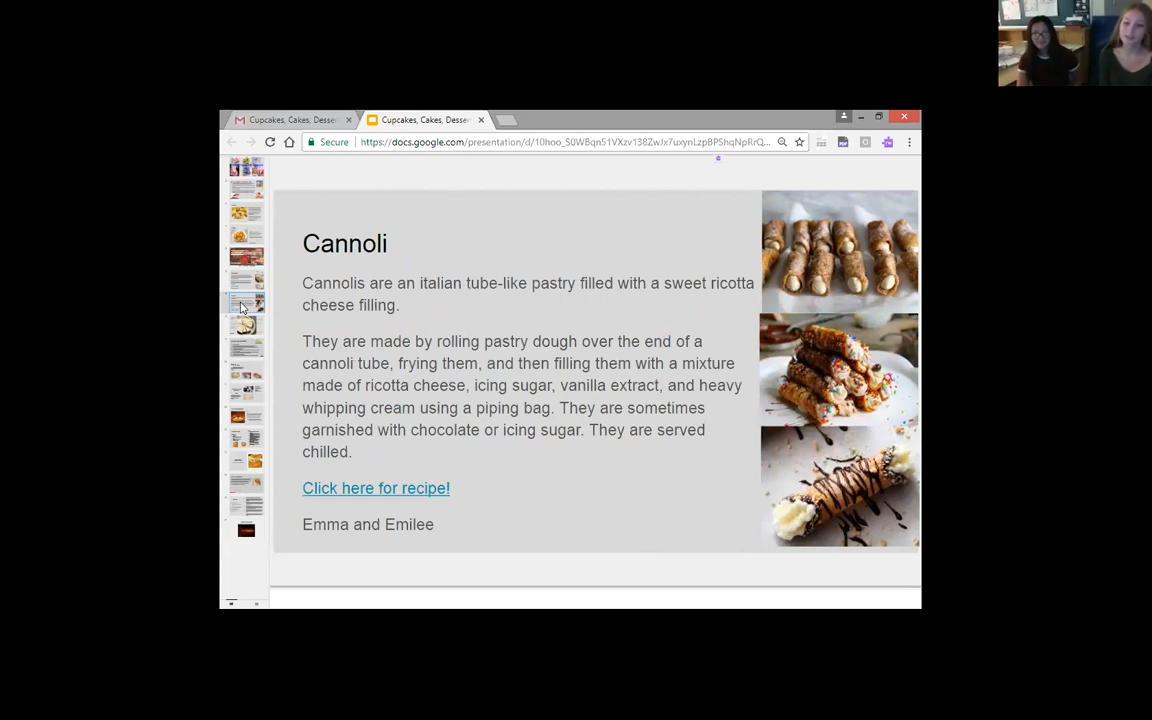 Cupcakes, Cakes, Desser
Cupcakes, Cakes, Desser
Secure
Cannoli
Cannolis are an italian tube-like pastry filled with a sweet ricotta
cheese filling.
They are made by rolling pastry dough over the end of a
cannoli tube, frying them, and then filling them with a mixture
made of ricotta cheese, icing sugar, vanilla extract, and heavy
whipping cream using a piping bag. They are sometimes
garnished with chocolate or icing sugar. They are served
chilled.
Click here for recipe!
Emma and Emilee